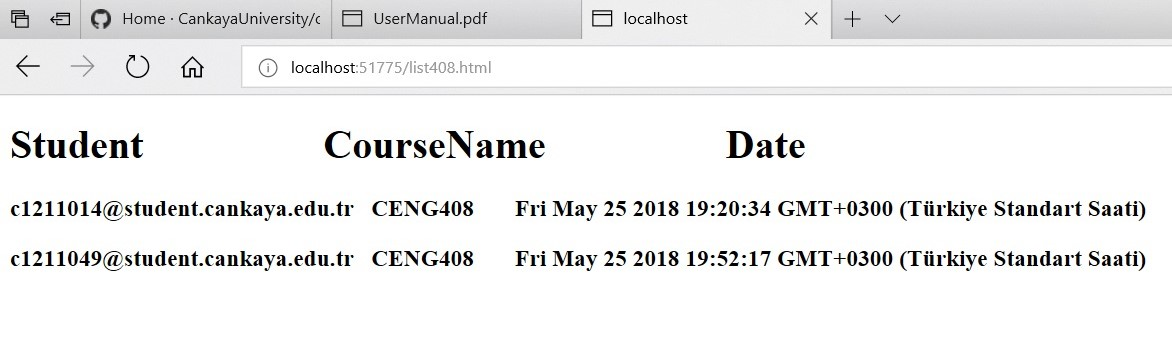 Home · CankayaUniversity/c UserManual.pdf localhost
localhost:51775/list408.html
Student CourseName Date
c1211014@student.cankaya.edu.tr CENG408 Fri May 25 2018 19:20:34 GMT+0300 (Türkiye Standart Saati)
c1211049@student.cankaya.edu.tr CENG408 Fri May 25 2018 19:52:17 GMT+0300 (Türkiye Standart Saati)